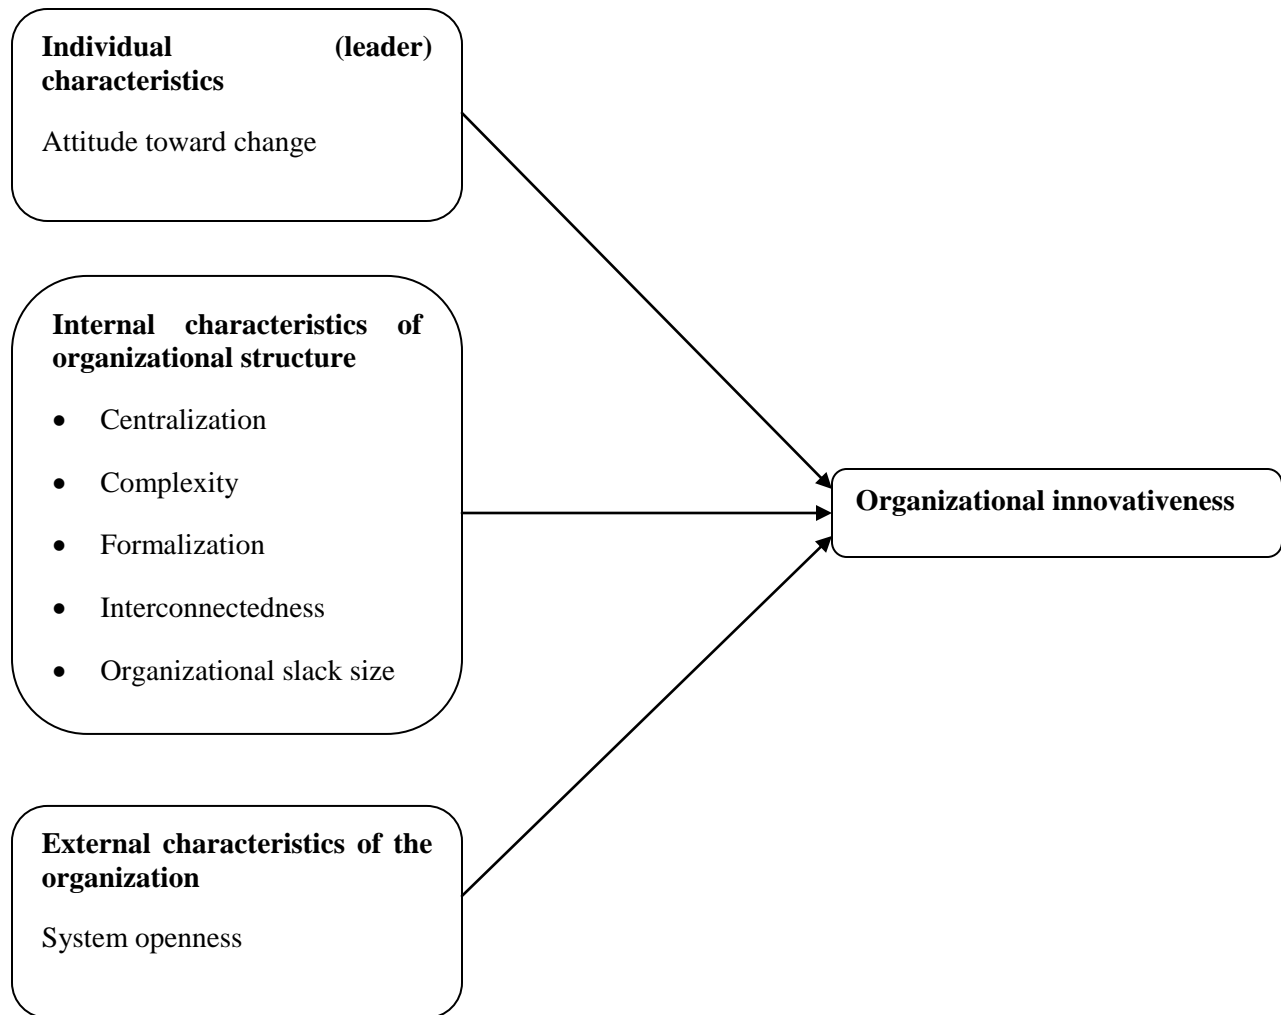 Individual (leader)
characteristics
Attitude toward change
Internal characteristics of
organizational structure
• Centralization
• Complexity
• Formalization
• Interconnectedness
• Organizational slack size
Organizational innovativeness
External characteristics of the
organization
System openness